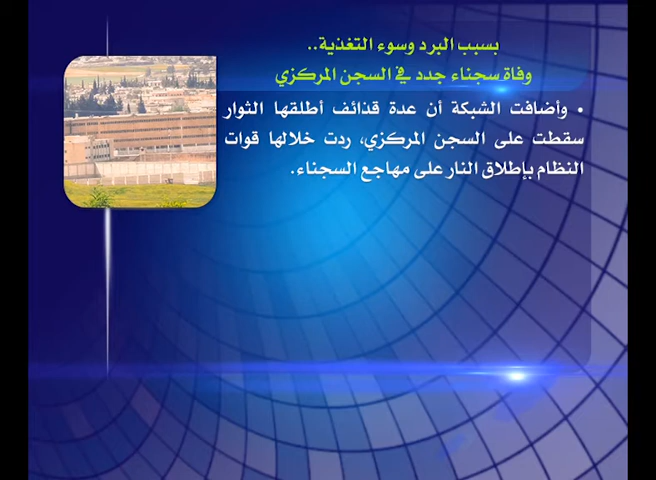 بسبب البرد وسوء التغذية..
وفاة سجناء جدد في السجن المركزي
• وأضافت الشبكة أن عدة قذائف أطلقها الثوار
سقطت على السجن المركزي، ردت خلالها قوات
النظام بإطلاق النار على مهاجع السجناء.